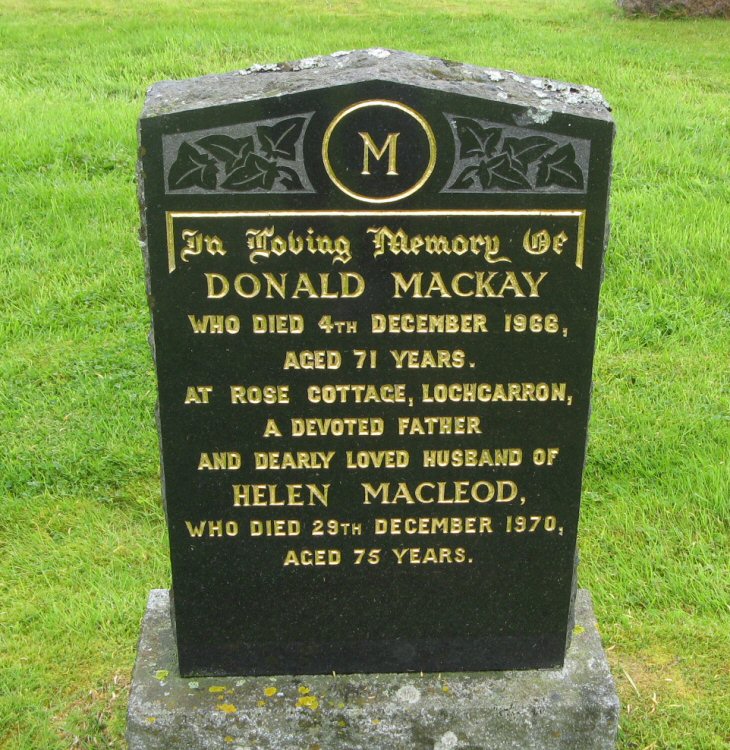 M
In Loving Memory Of
DONALD MACKAY
WHO DIED 4TH DECEMBER 1966,
AGED 71 YEARS.
AT ROSE COTTAGE, LOCHCARRON,
A DEVOTED FATHER
AND DEARLY LOVED HUSBAND OF
HELEN MACLEOD,
WHO DIED 29TH DECEMBER 1970,
AGED 75 YEARS.